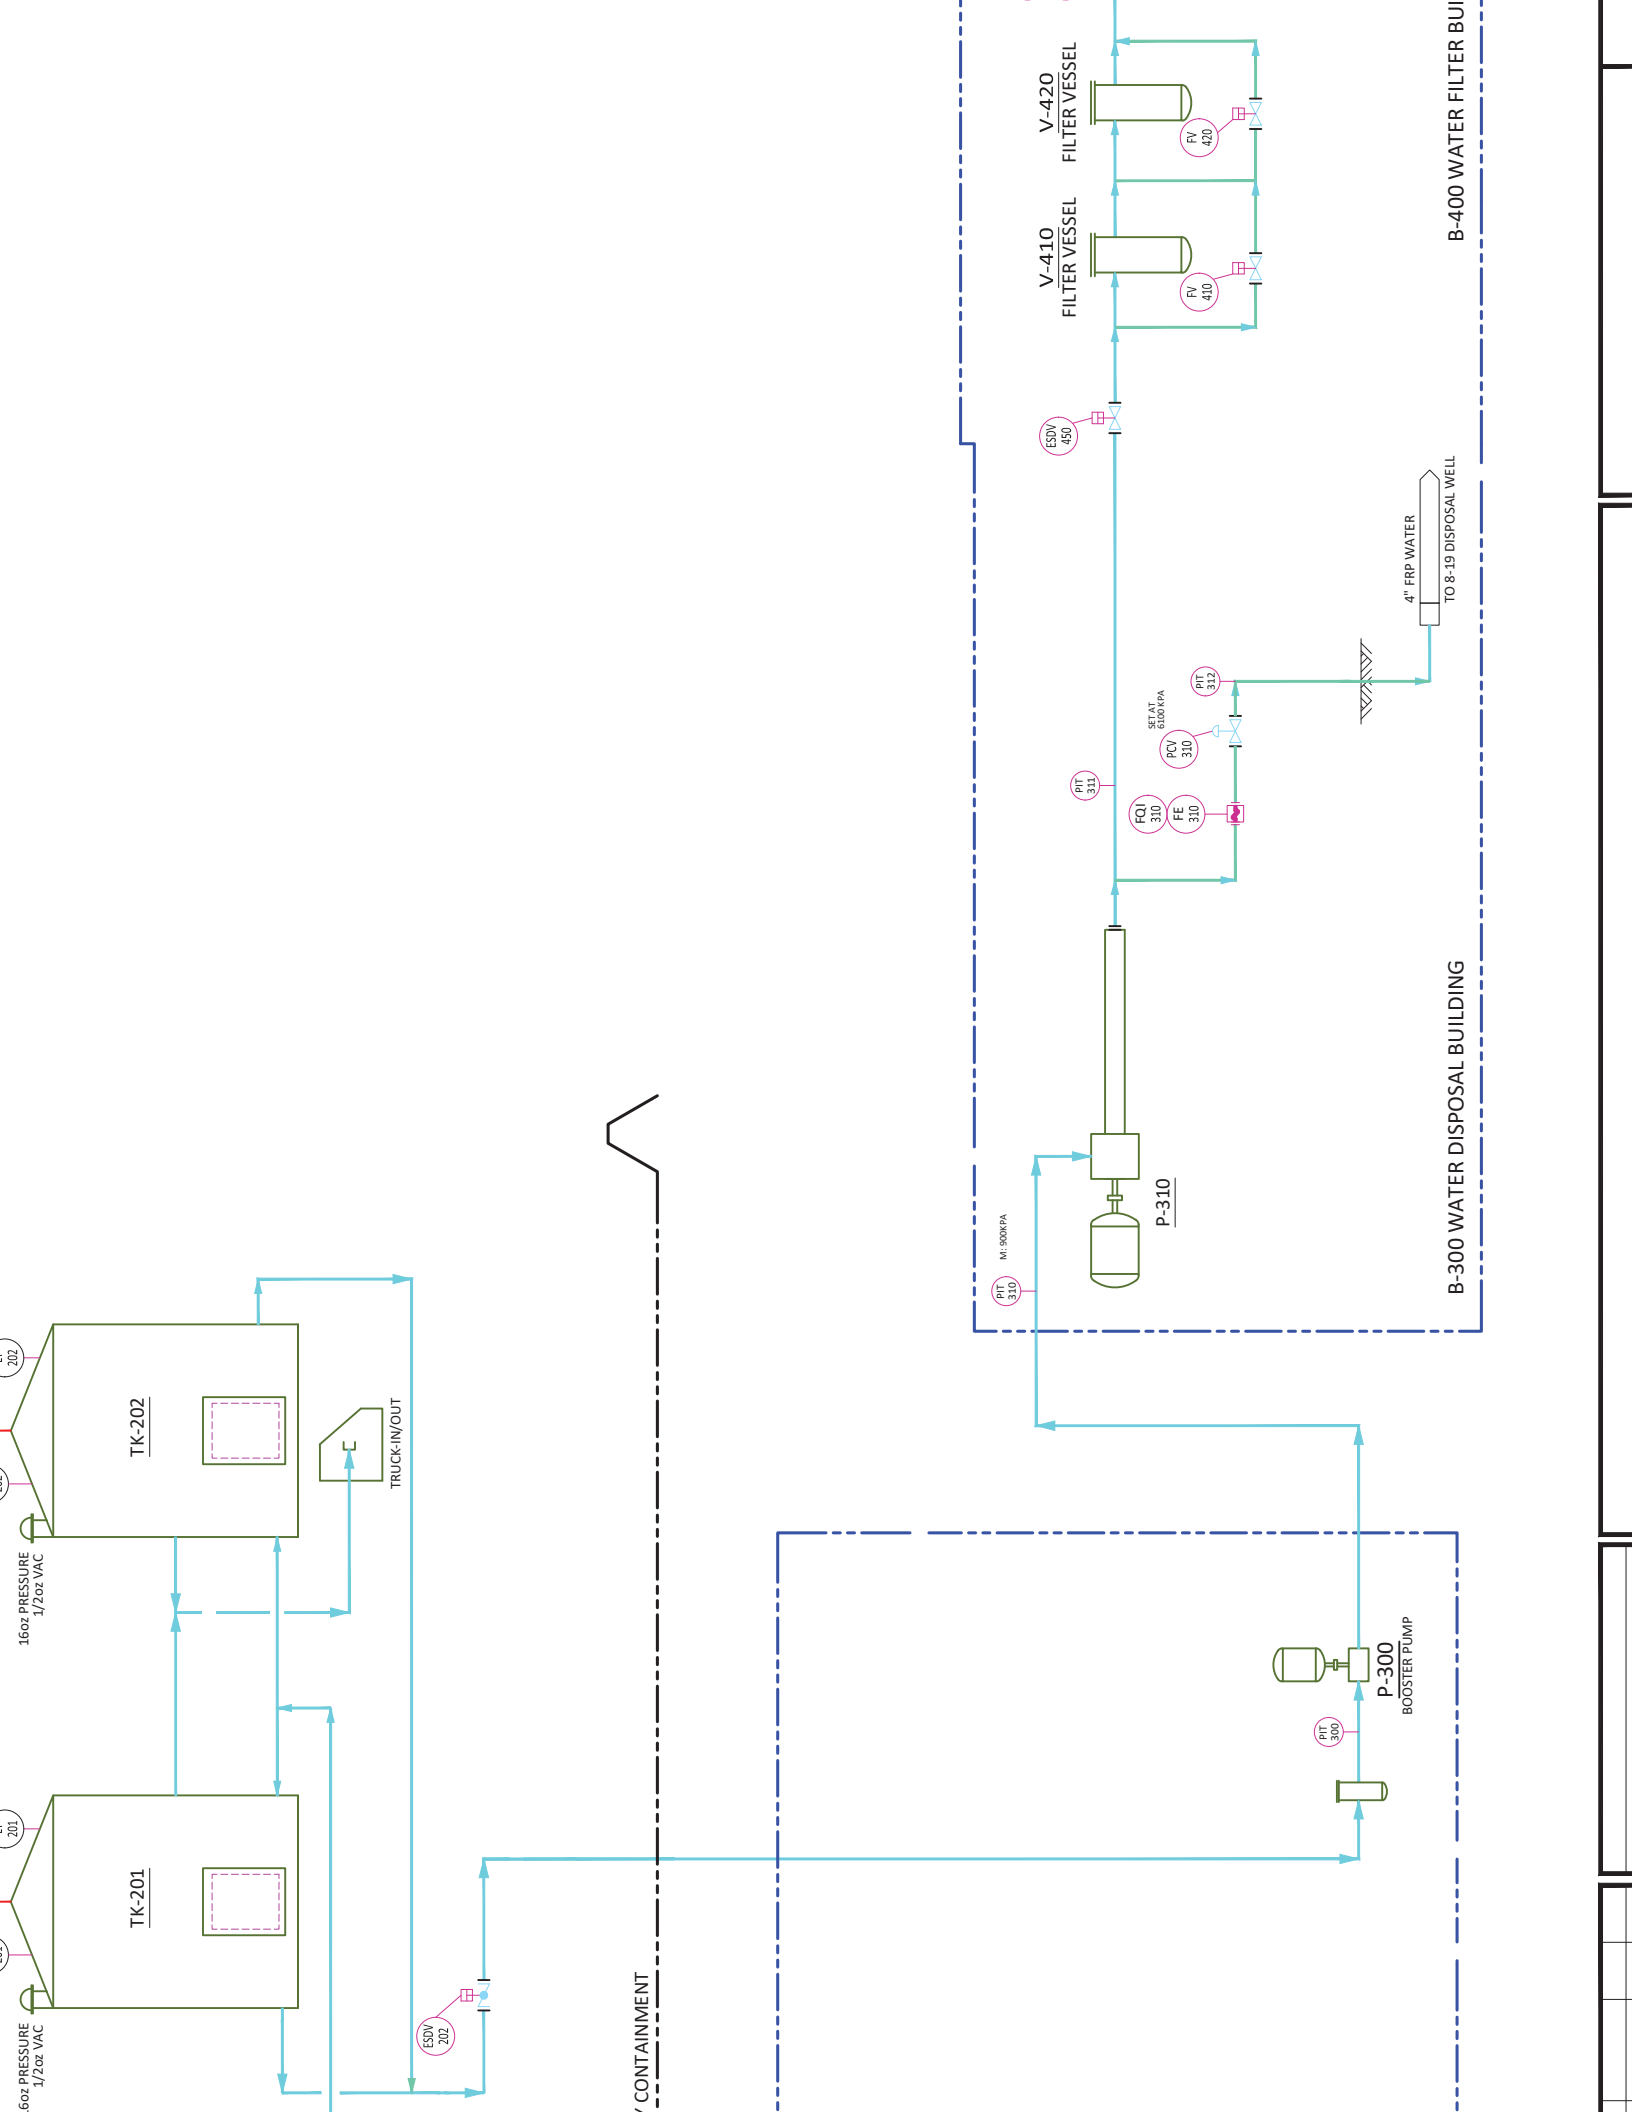 V-420
FILTER VESSEL
FV
420
V-410
FILTER VESSEL
FV
410
B-400 WATER FILTER
ESDV
450
4" FRP WATER
TO 8-19 DISPOSAL WELL
PIT
312
SET AT
6100 KPA
PCV
310
PIT
311
FQI
310
FE
310
B-300 WATER DISPOSAL BUILDING
P-310
M: 900KPA
PIT
310
202
TK-202
TRUCK-IN/OUT
16oz PRESSURE
1/2oz VAC
P-300
BOOSTER PUMP
PIT
300
201
TK-201
PRESSURE
1/2oz VAC
ESDV
202
CONTAINMENT